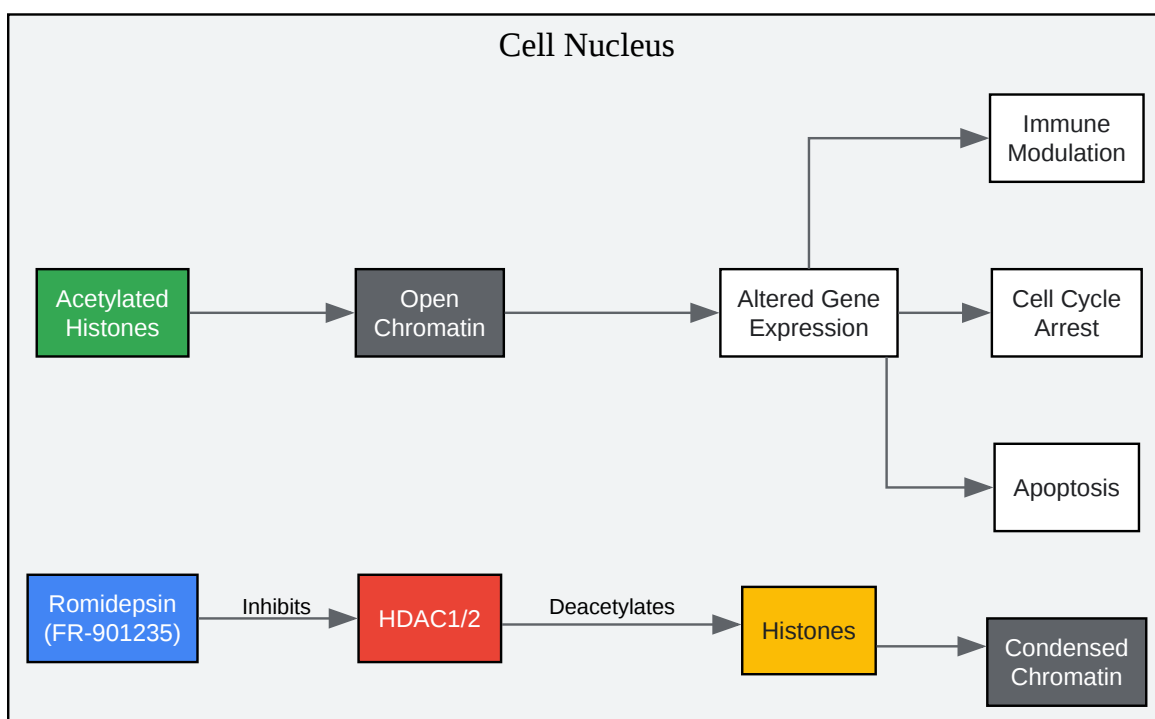 Cell Nucleus
Immune
Modulation
Acetylated
Histones
Open
Chromatin
Altered Gene
Expression
Cell Cycle
Arrest
Apoptosis
Romidepsin
(FR-901235)
Inhibits
HDAC1/2
Deacetylates
Histones
Condensed
Chromatin